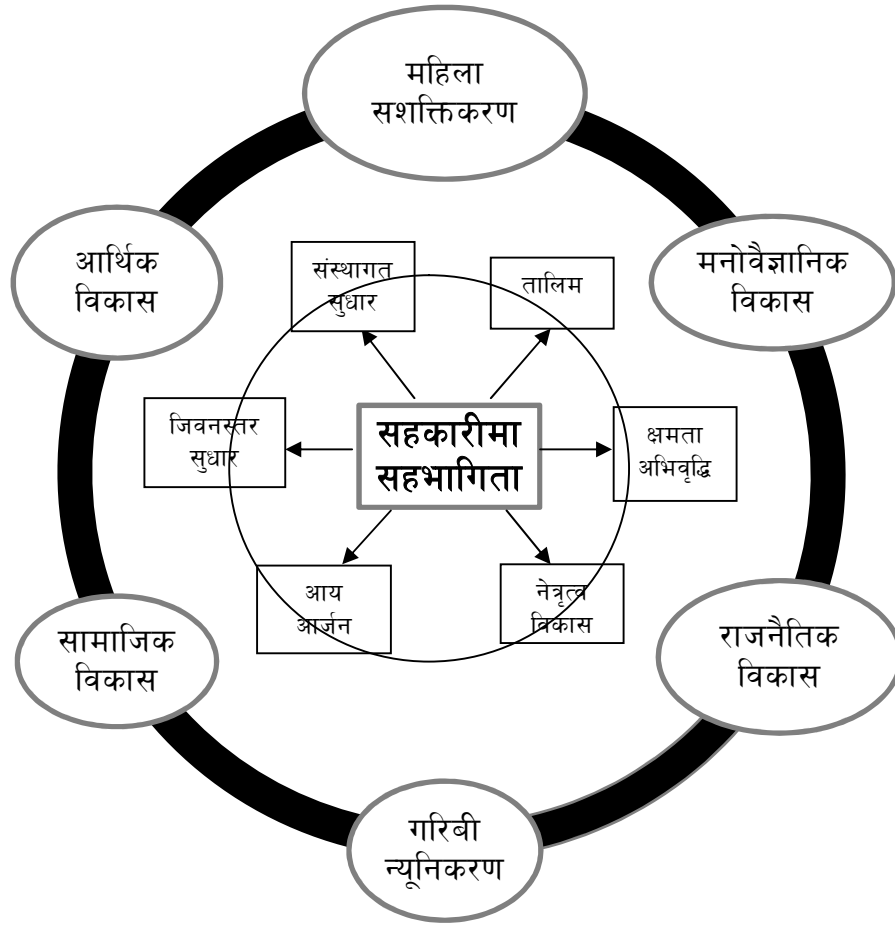 महिला
सशक्तिकरण
आर्थिक
विकास
मनोवैज्ञानिक
विकास
संस्थागत
सुधार
तालिम
जिवनस्तर
सुधार
सहकारीमा
सहभागिता
क्षमता
अभिवृद्धि
आय
आर्जन
नेत्रृत्व
विकास
सामाजिक
विकास
राजनैतिक
विकास
गरिबी
न्यूनिकरण